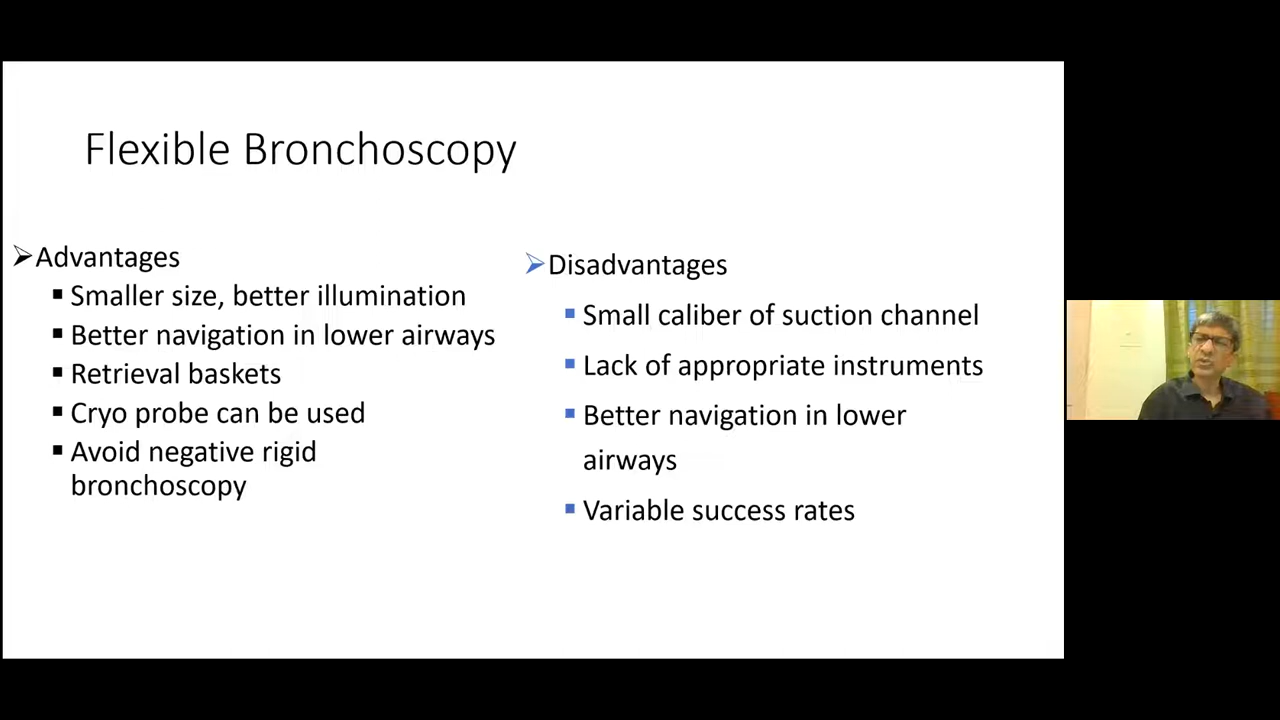 Flexible Bronchoscopy
Advantages
Smaller size, better illumination
Better navigation in lower airways
Retrieval baskets
Cryo probe can be used
Avoid negative rigid
bronchoscopy
Disadvantages
Small caliber of suction channel
Lack of appropriate instruments
Better navigation in lower
airways
Variable success rates